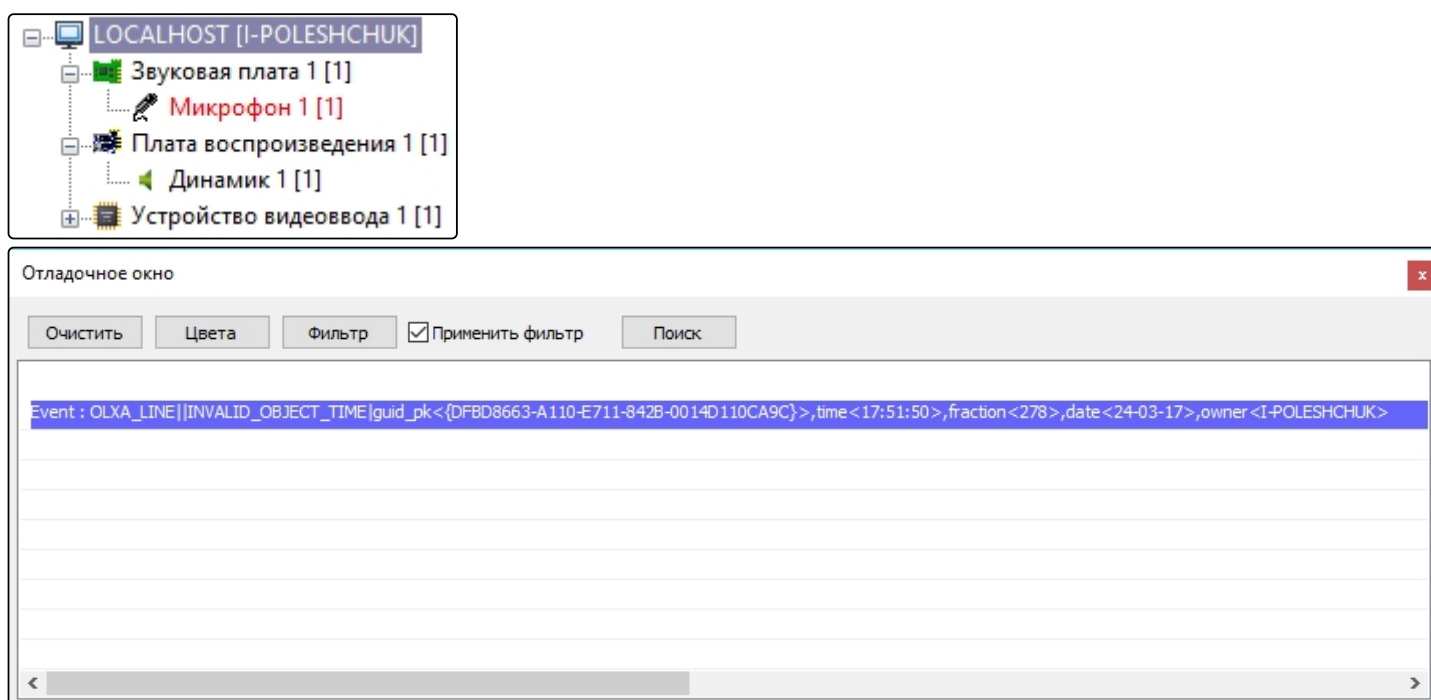 LOCALHOST [I-POLESHCHUK]
Звуковая плата 1 [1]
Микрофон 1 [1]
Плата воспроизведения 1 [1]
Динамик 1 [1]
Устройство видеоввода 1 [1]
Отладочное окно
Очистить Цвета Фильтр Применить фильтр Поиск
Event : OLXA_LINE||INVALID_OBJECT_TIME|guid_pk<{DFBD8663-A110-E711-842B-0014D110CA9C}>,time<17:51:50>,fraction<278>,date<24-03-17>,owner<I-POLESHCHUK>